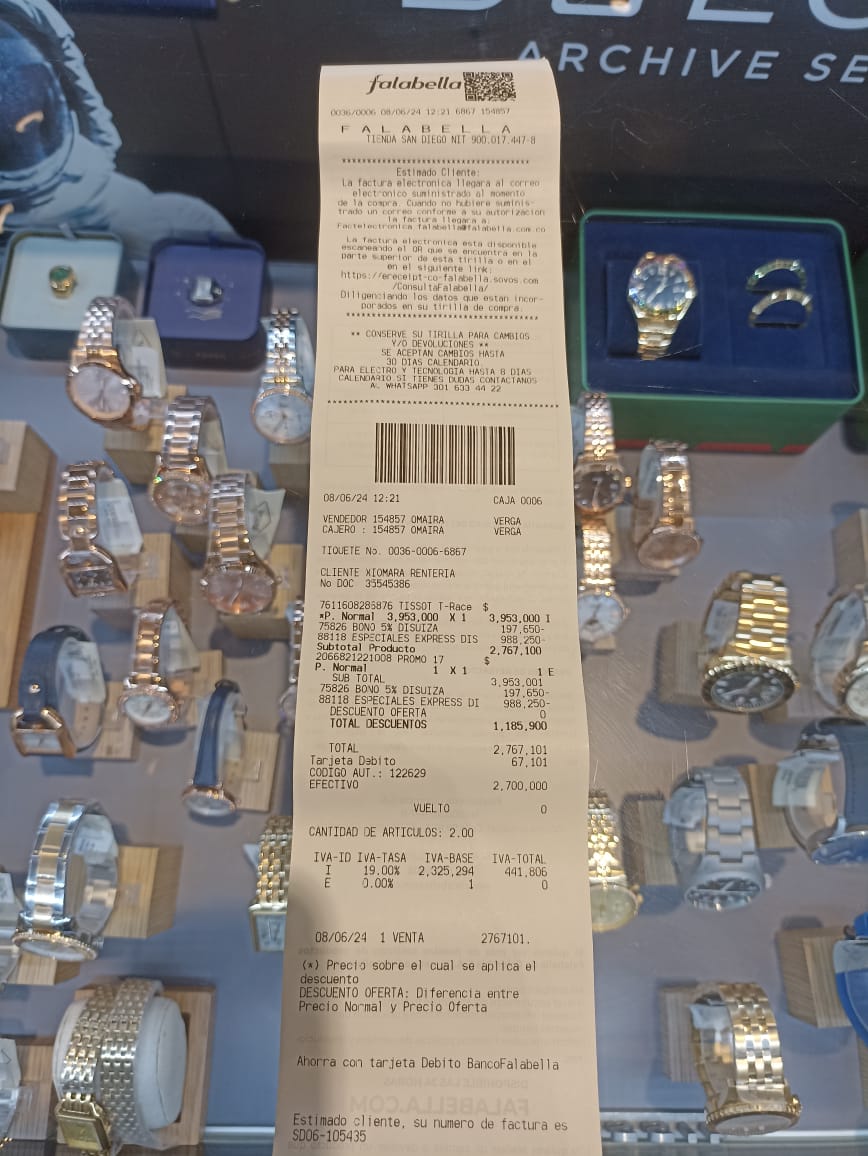 ARCHIVE SE
falabella
0036/0006 08/06/24 12:21 6867 154857
F A L A B E L L A
TIENDA SAN DIEGO NIT 900.017.447-8
************************************
Estimado Cliente:
La factura electronica llegara al correo
electronico suministrado al momento
de la compra. Cuando no hubiere suminis-
trado un correo conforme a su autorizacion
la factura llegara a:
Factelectronica_falabella@falabella.com.co
La factura electronica esta disponible
escaneando el QR que se encuentra en la
parte superior de esta tirilla o en el
en el siguiente link:
https://ereceipt-co-falabella.sovos.com
/ConsultaFalabella/
Diligenciando los datos que estan incor-
porados en su tirilla de compra.
************************************
** CONSERVE SU TIRILLA PARA CAMBIOS
Y/O DEVOLUCIONES **
SE ACEPTAN CAMBIOS HASTA
30 DIAS CALENDARIO.
PARA ELECTRO Y TECNOLOGIA HASTA 8 DIAS
CALENDARIO.SI TIENES DUDAS CONTACTANOS
AL WHATSAPP 301 633 44 22
************************************
08/06/24 12:21 CAJA 0006
VENDEDOR 154857 OMAIRA VERGA
CAJERO : 154857 OMAIRA VERGA
TIQUETE No. 0036-0006-6867
CLIENTE XIOMARA RENTERIA
No DOC 35545386
7611608286876 TISSOT T-Race $
*P. Normal 3,953,000 X 1 3,953,000 I
75826 BONO 5% DISUIZA 197,650-
88118 ESPECIALES EXPRESS DIS 988,250-
Subtotal Producto 2,767,100
2066821221008 PROMO 17 $
P. Normal 1 X 1 1 E
SUB TOTAL 3,953,001
75826 BONO 5% DISUIZA 197,650-
88118 ESPECIALES EXPRESS DI 988,250-
DESCUENTO OFERTA 0
TOTAL DESCUENTOS 1,185,900
TOTAL 2,767,101
Tarjeta Debito 67,101
CODIGO AUT.: 122629
EFECTIVO 2,700,000
VUELTO 0
CANTIDAD DE ARTICULOS: 2.00
IVA-ID IVA-TASA IVA-BASE IVA-TOTAL
I 19.00% 2,325,294 441,806
E 0.00% 1 0
08/06/24 1 VENTA 2767101.
(*) Precio sobre el cual se aplica el
descuento
DESCUENTO OFERTA: Diferencia entre
Precio Normal y Precio Oferta
Ahorra con tarjeta Debito BancoFalabella
Estimado cliente, su numero de factura es
SD06-105435